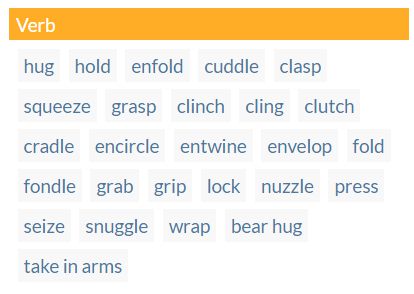 Verb
hug hold enfold cuddle clasp
squeeze grasp clinch cling clutch
cradle encircle entwine envelop fold
fondle grab grip lock nuzzle press
seize snuggle wrap bear hug
take in arms